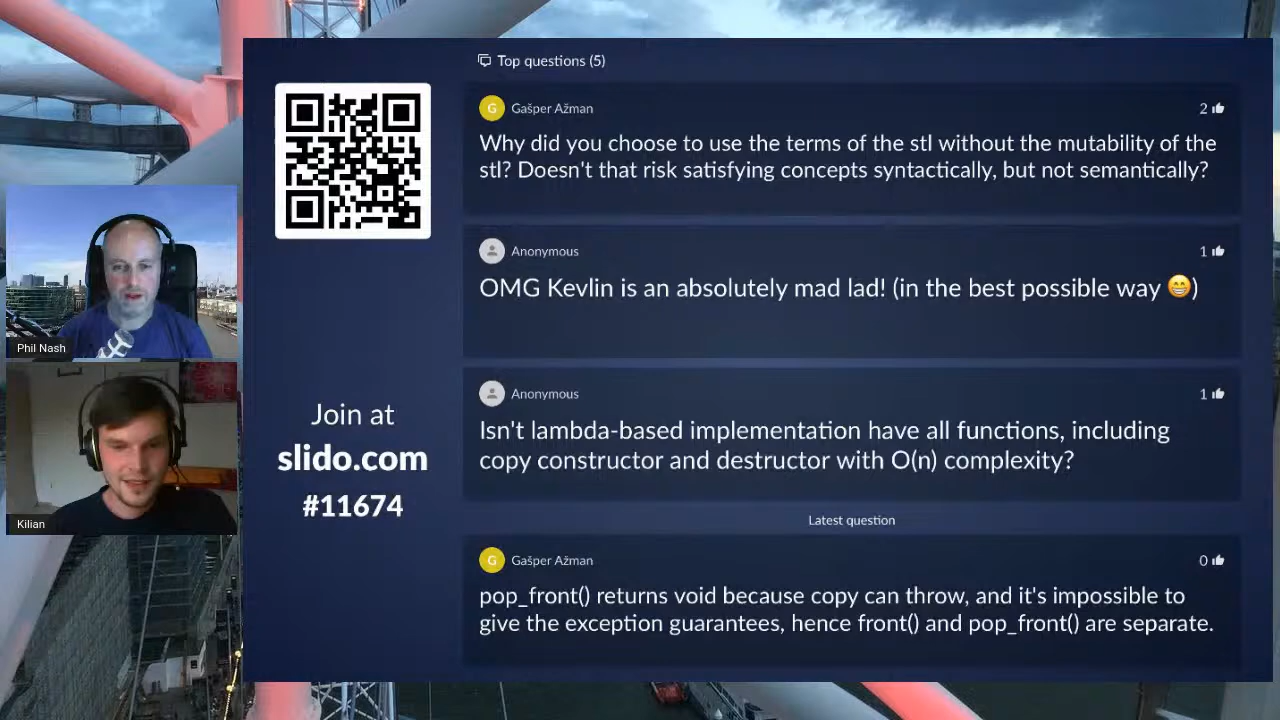 Top questions (5)
Gašper Ažman
2
Why did you choose to use the terms of the stl without the mutability of the
stl? Doesn't that risk satisfying concepts syntactically, but not semantically?
Anonymous
1
OMG Kevlin is an absolutely mad lad! (in the best possible way 😁)
Anonymous
1
Isn't lambda-based implementation have all functions, including
copy constructor and destructor with O(n) complexity?
Latest question
Gašper Ažman
0
pop_front() returns void because copy can throw, and it's impossible to
give the exception guarantees, hence front() and pop_front() are separate.
Join at
slido.com
#11674
Phil Nash
Kilian
G
G